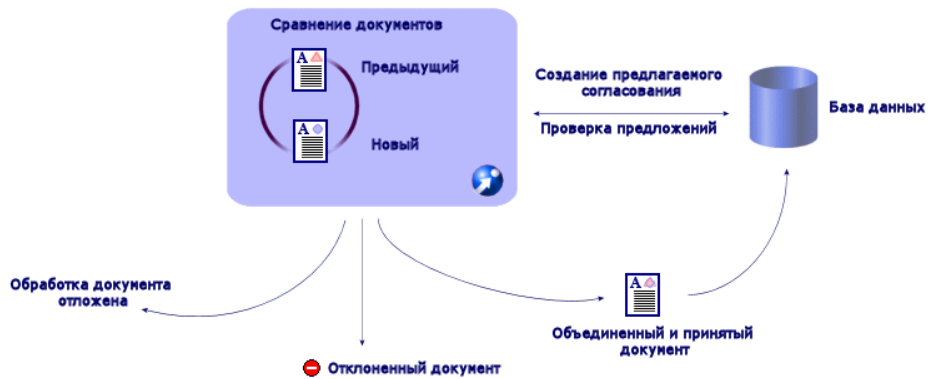 Сравнение документов
A
Предыдущий
A
Новый
Создание предлагаемого
согласования
Проверка предложений
База данных
Обработка документа
отложена
A
Объединенный и принятый
документ
Отклоненный документ